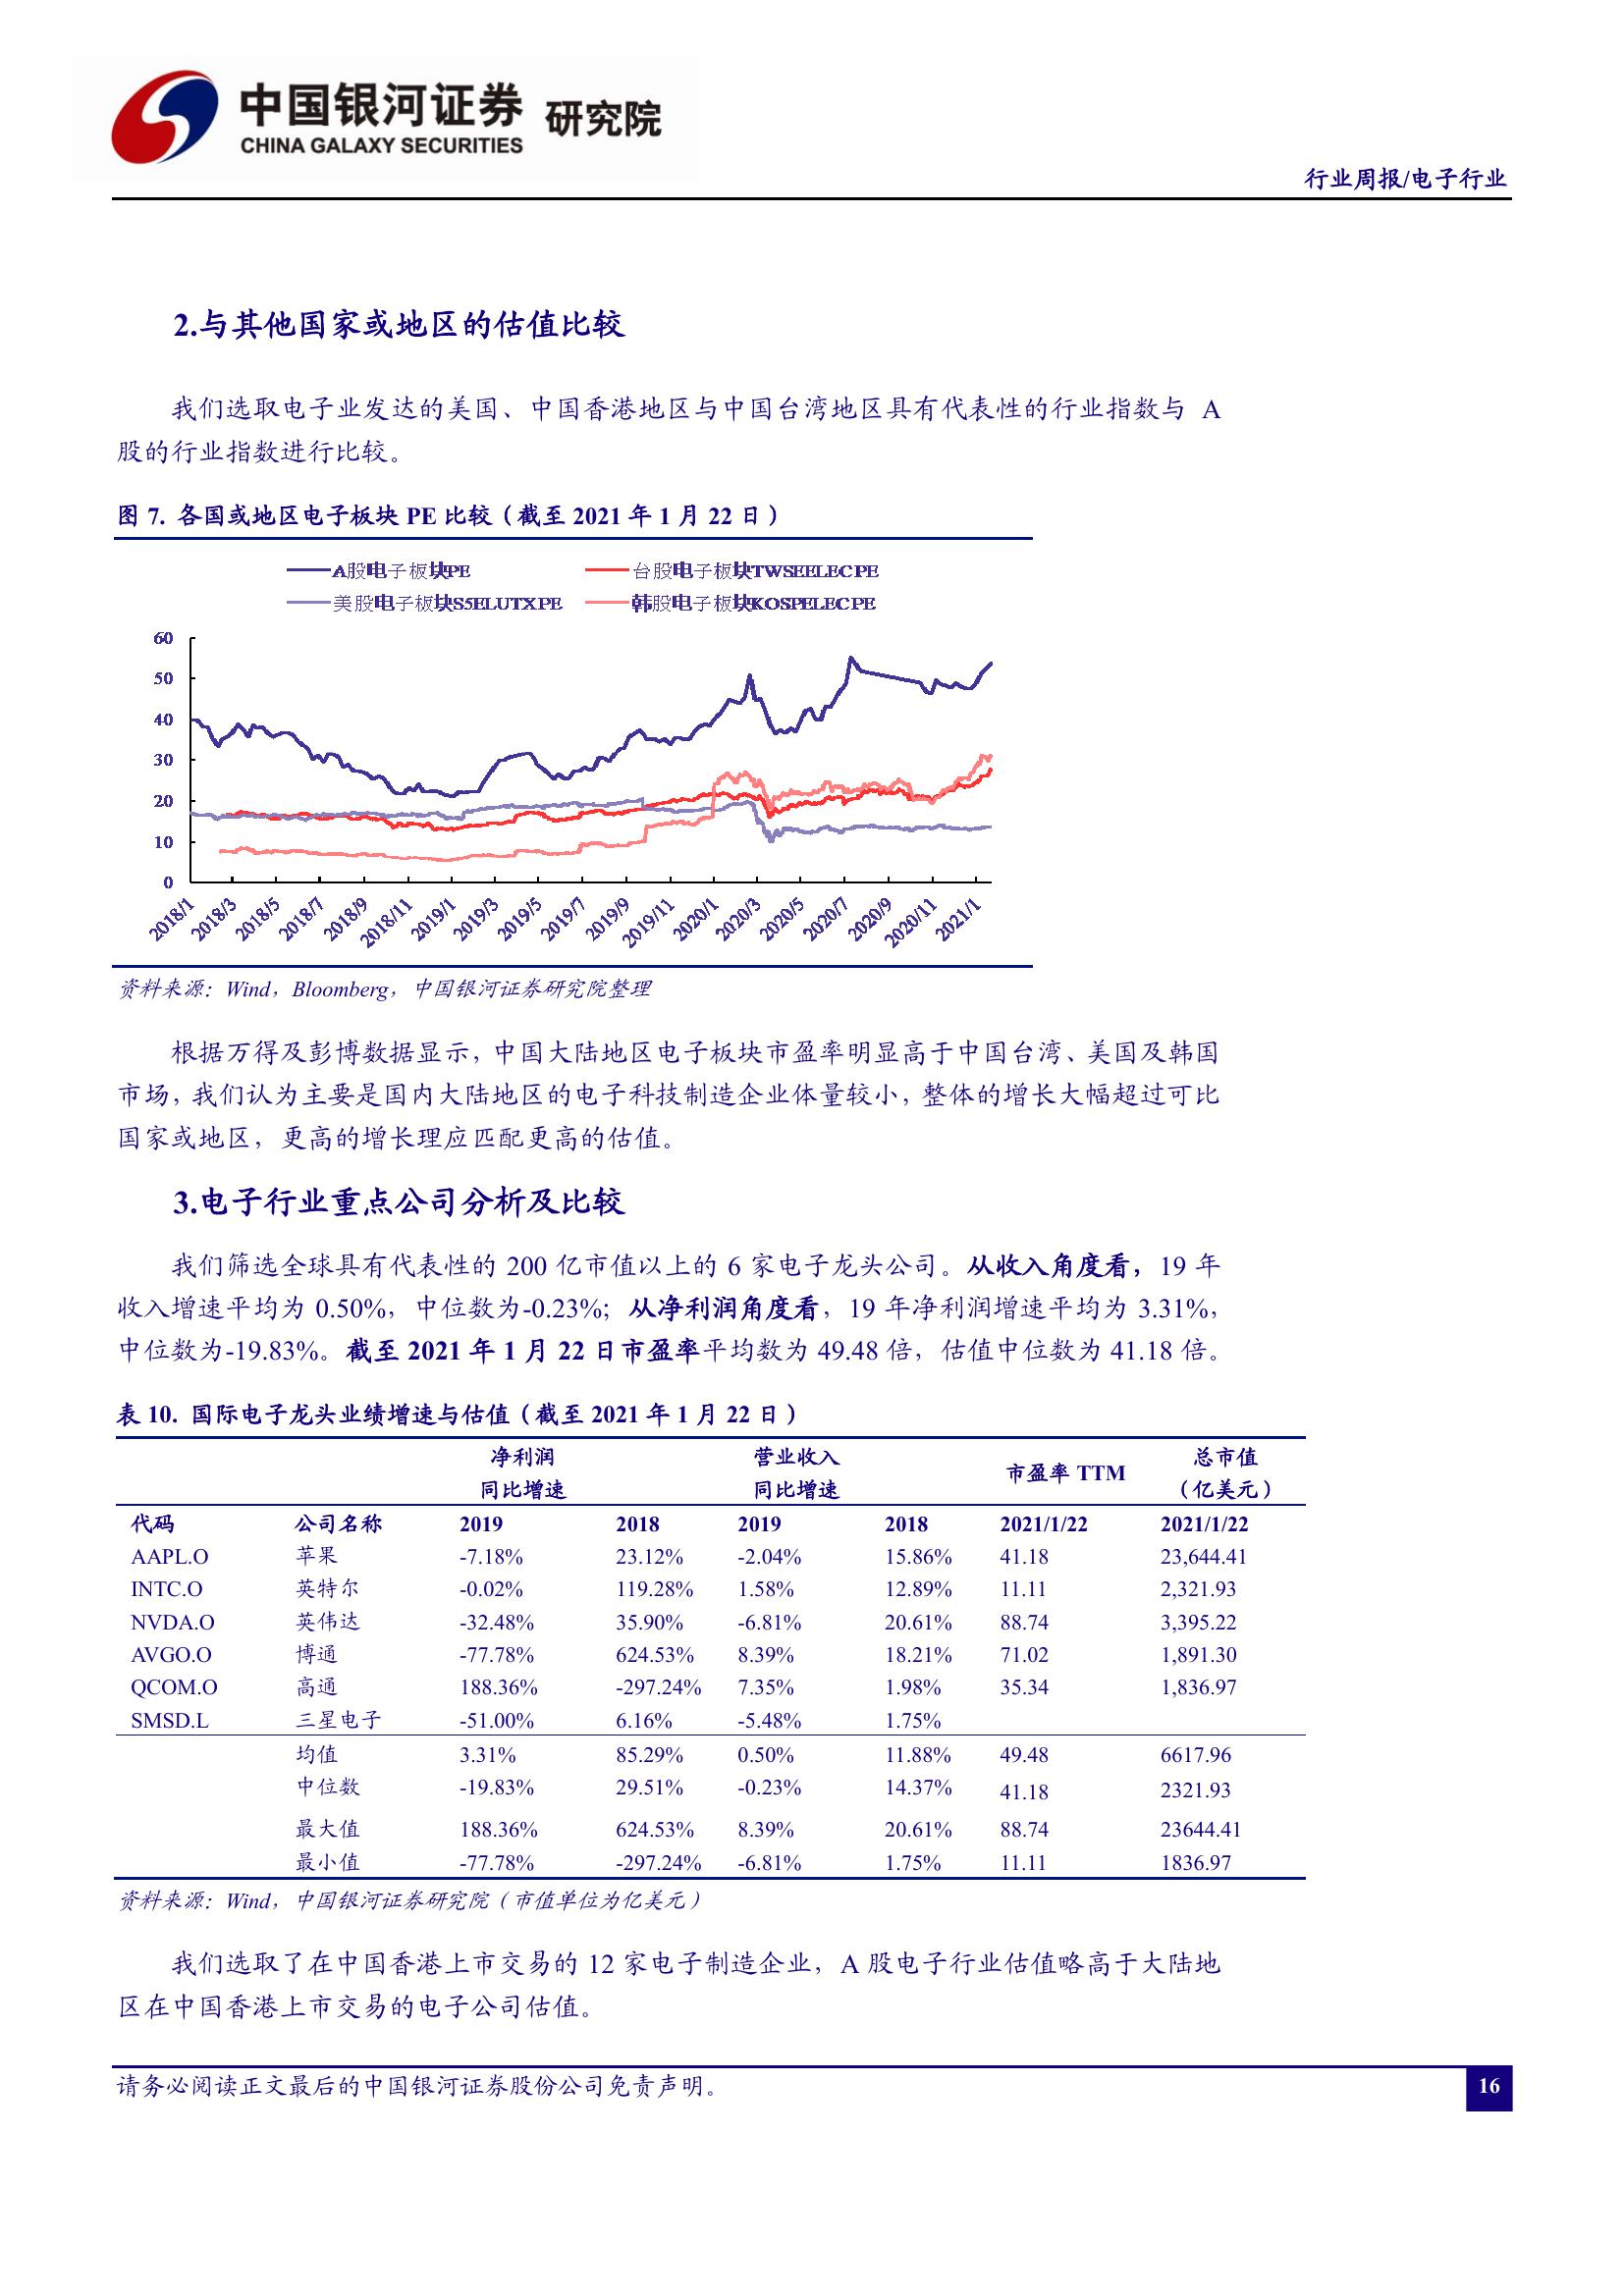 中国银河证券 研究院
CHINA GALAXY SECURITIES
行业周报/电子行业
2.与其他国家或地区的估值比较
我们选取电子业发达的美国、中国香港地区与中国台湾地区具有代表性的行业指数与 A
股的行业指数进行比较。
图 7. 各国或地区电子板块 PE 比较（截至 2021 年 1 月 22 日）
A股电子板块PE 台股电子板块TWSEELEC PE
美股电子板块S5ELUTX PE 韩股电子板块KOSPELEC PE
60
50
40
30
20
10
0
2018/1 2018/3 2018/5 2018/7 2018/9 2018/11 2019/1 2019/3 2019/5 2019/7 2019/9 2019/11 2020/1 2020/3 2020/5 2020/7 2020/9 2020/11 2021/1
资料来源：Wind，Bloomberg，中国银河证券研究院整理
根据万得及彭博数据显示，中国大陆地区电子板块市盈率明显高于中国台湾、美国及韩国
市场，我们认为主要是国内大陆地区的电子科技制造企业体量较小，整体的增长大幅超过可比
国家或地区，更高的增长理应匹配更高的估值。
3.电子行业重点公司分析及比较
我们筛选全球具有代表性的 200 亿市值以上的 6 家电子龙头公司。从收入角度看，19 年
收入增速平均为 0.50%，中位数为-0.23%；从净利润角度看，19 年净利润增速平均为 3.31%，
中位数为-19.83%。截至 2021 年 1 月 22 日市盈率平均数为 49.48 倍，估值中位数为 41.18 倍。
表 10. 国际电子龙头业绩增速与估值（截至 2021 年 1 月 22 日）
净利润 营业收入 市盈率 TTM 总市值
同比增速 同比增速 （亿美元）
代码 公司名称 2019 2018 2019 2018 2021/1/22 2021/1/22
AAPL.O 苹果 -7.18% 23.12% -2.04% 15.86% 41.18 23,644.41
INTC.O 英特尔 -0.02% 119.28% 1.58% 12.89% 11.11 2,321.93
NVDA.O 英伟达 -32.48% 35.90% -6.81% 20.61% 88.74 3,395.22
AVGO.O 博通 -77.78% 624.53% 8.39% 18.21% 71.02 1,891.30
QCOM.O 高通 188.36% -297.24% 7.35% 1.98% 35.34 1,836.97
SMSD.L 三星电子 -51.00% 6.16% -5.48% 1.75%
均值 3.31% 85.29% 0.50% 11.88% 49.48 6617.96
中位数 -19.83% 29.51% -0.23% 14.37% 41.18 2321.93
最大值 188.36% 624.53% 8.39% 20.61% 88.74 23644.41
最小值 -77.78% -297.24% -6.81% 1.75% 11.11 1836.97
资料来源：Wind，中国银河证券研究院（市值单位为亿美元）
我们选取了在中国香港上市交易的 12 家电子制造企业，A 股电子行业估值略高于大陆地
区在中国香港上市交易的电子公司估值。
请务必阅读正文最后的中国银河证券股份公司免责声明。
16